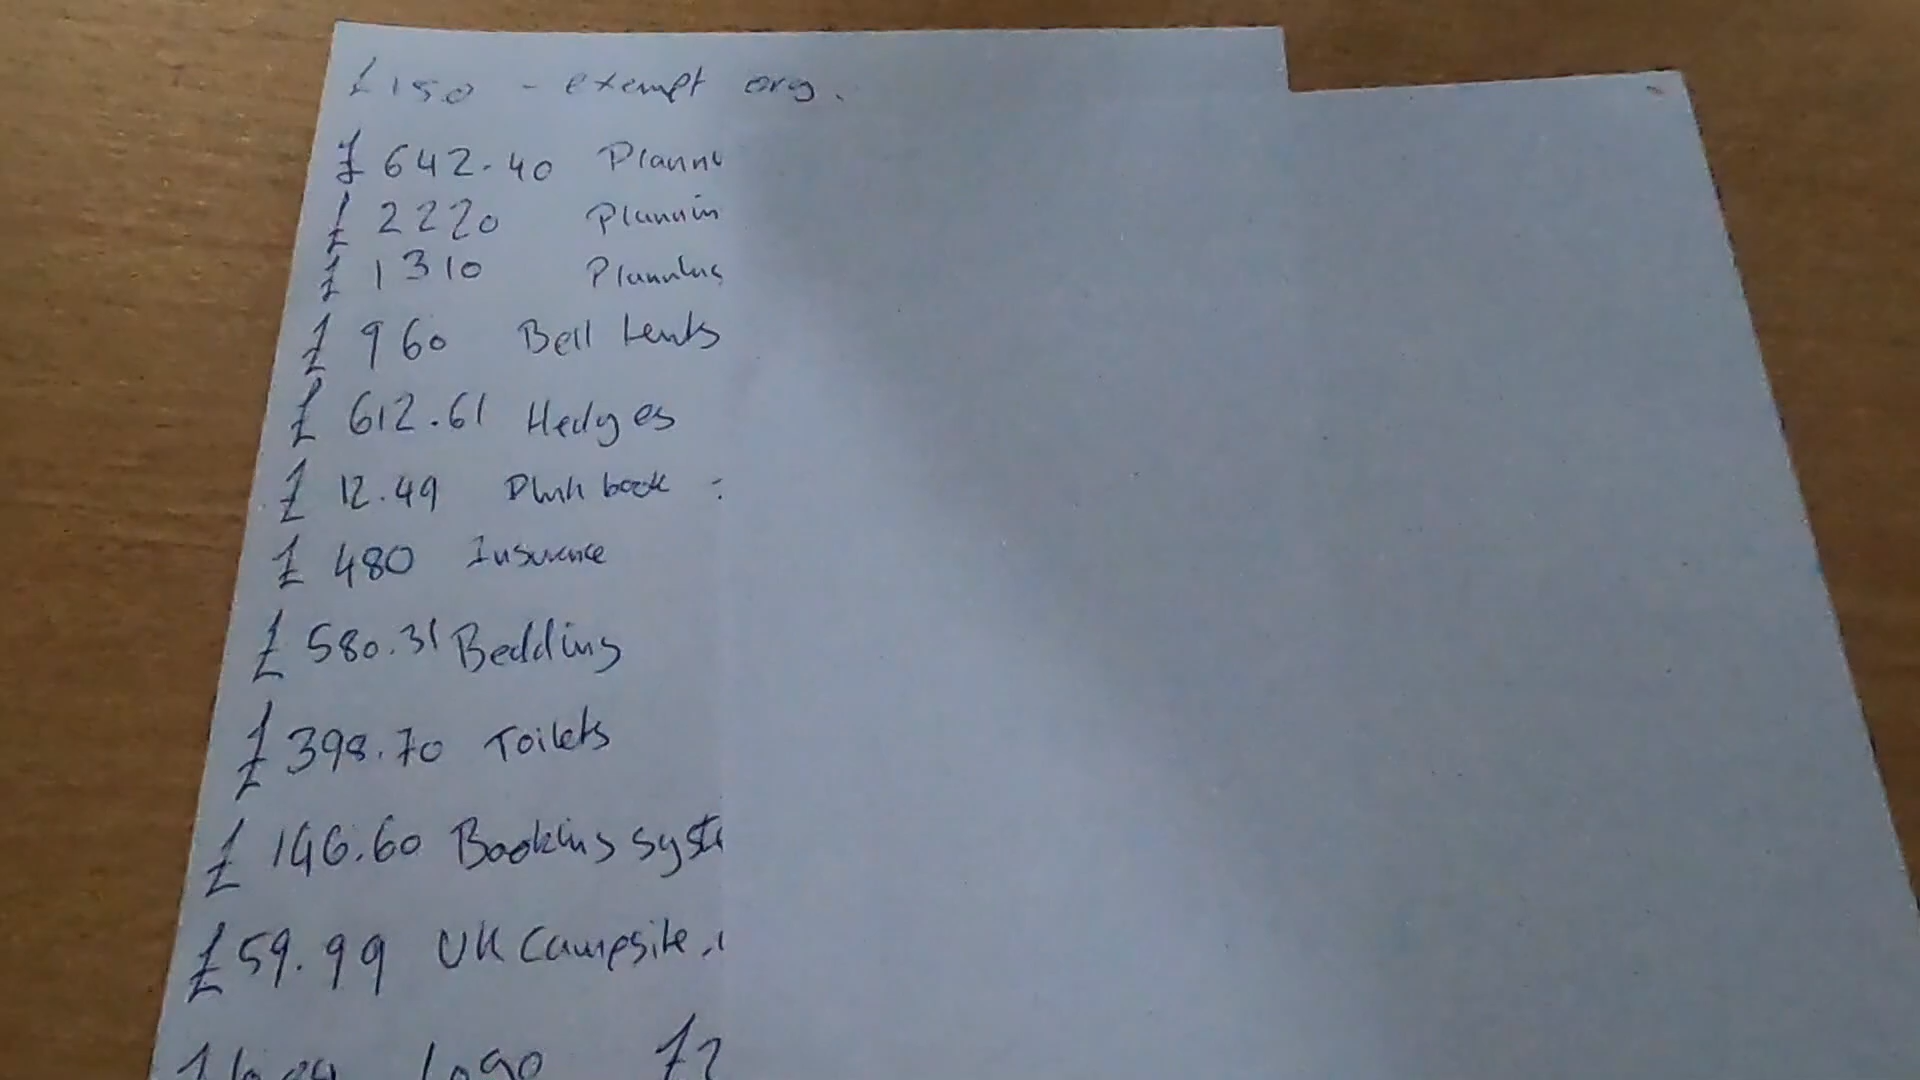 £150 - exempt org.
£642.40 Plann
£2220 Plannin
£1310 Planning
£960 Bell tents
£612.61 Hedges
£12.49 book :
£480 Insurance
£580.31 Bedding
£398.70 Toilets
£146.60 Booking syst
£59.99 UK Campsite.
logo £2